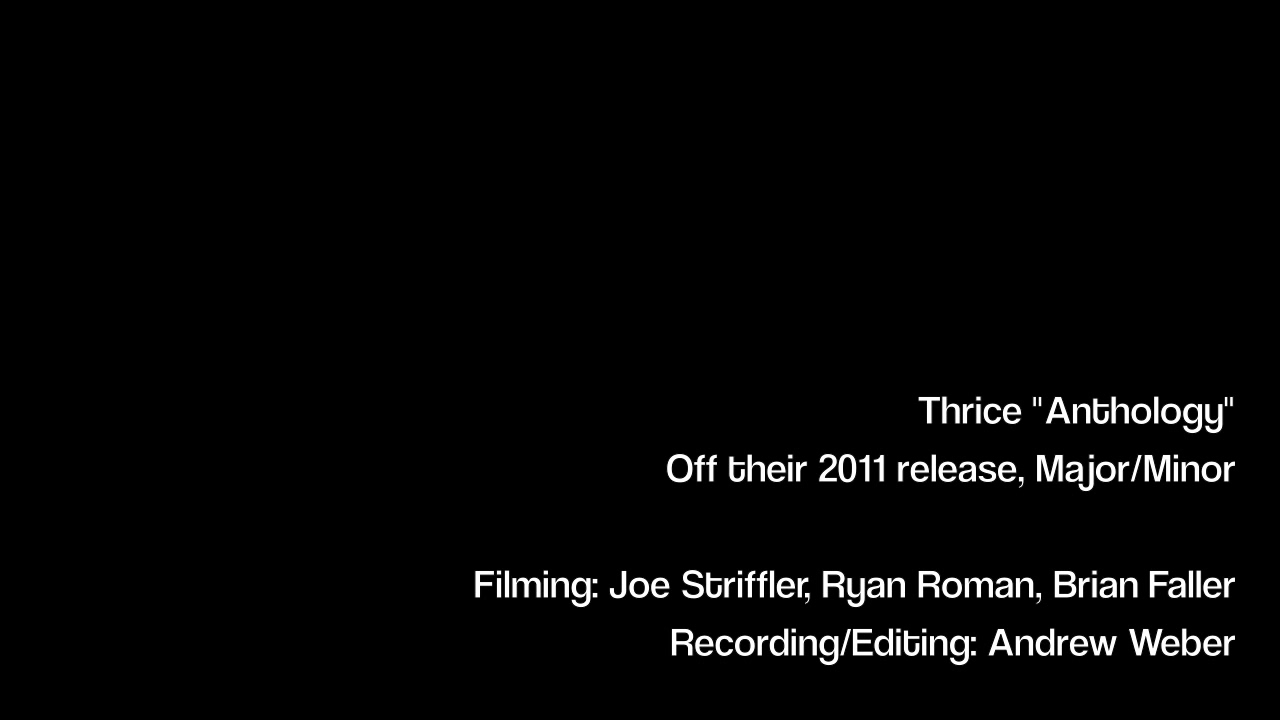 Thrice "Anthology"
Off their 2011 release, Major/Minor
Filming: Joe Striffler, Ryan Roman, Brian Faller
Recording/Editing: Andrew Weber